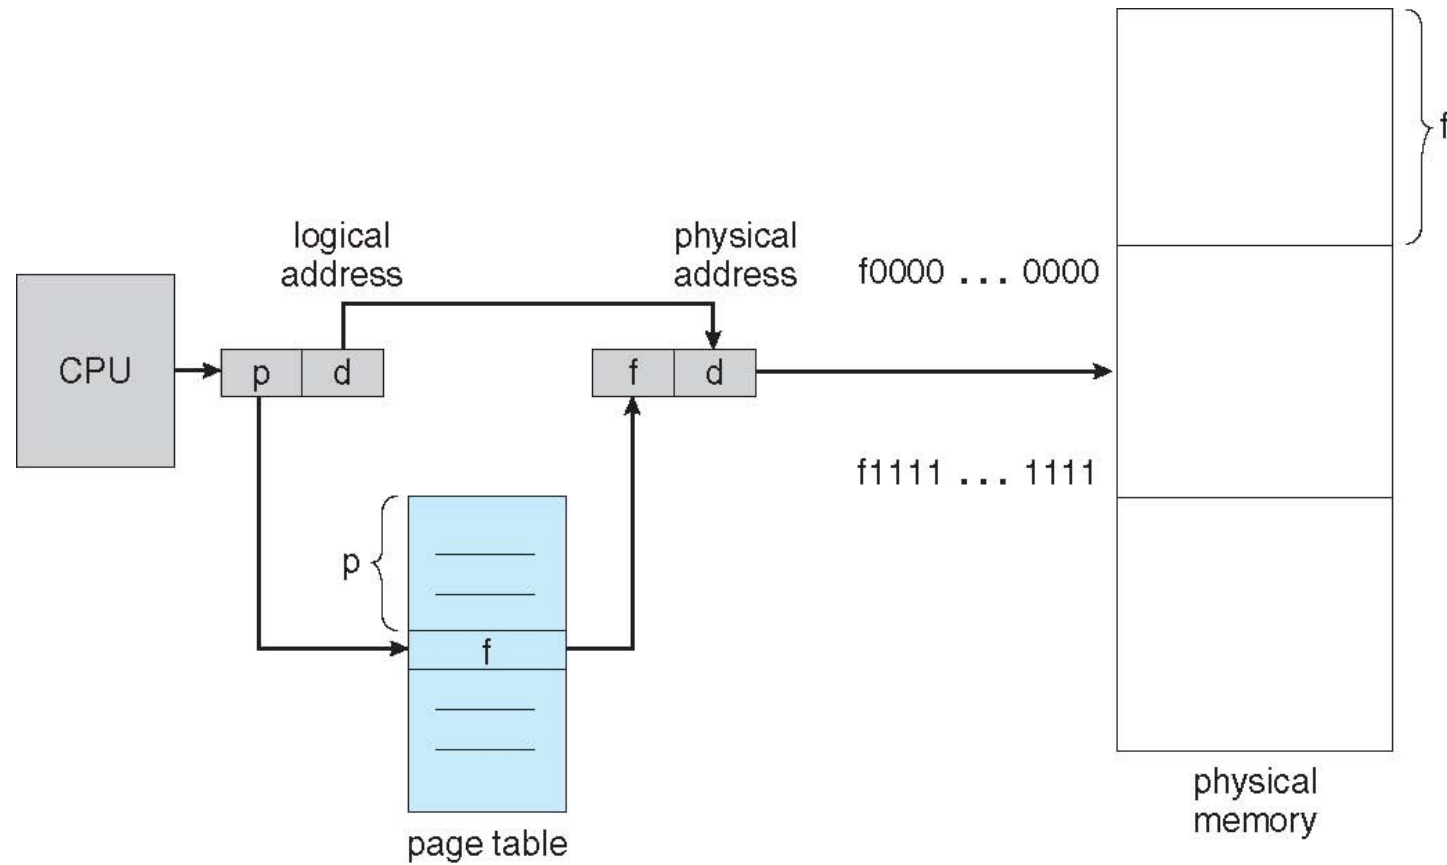 f
logical
address
physical
address
f0000 ... 0000
CPU
p d
f d
f1111 ... 1111
p
f
page table
physical
memory